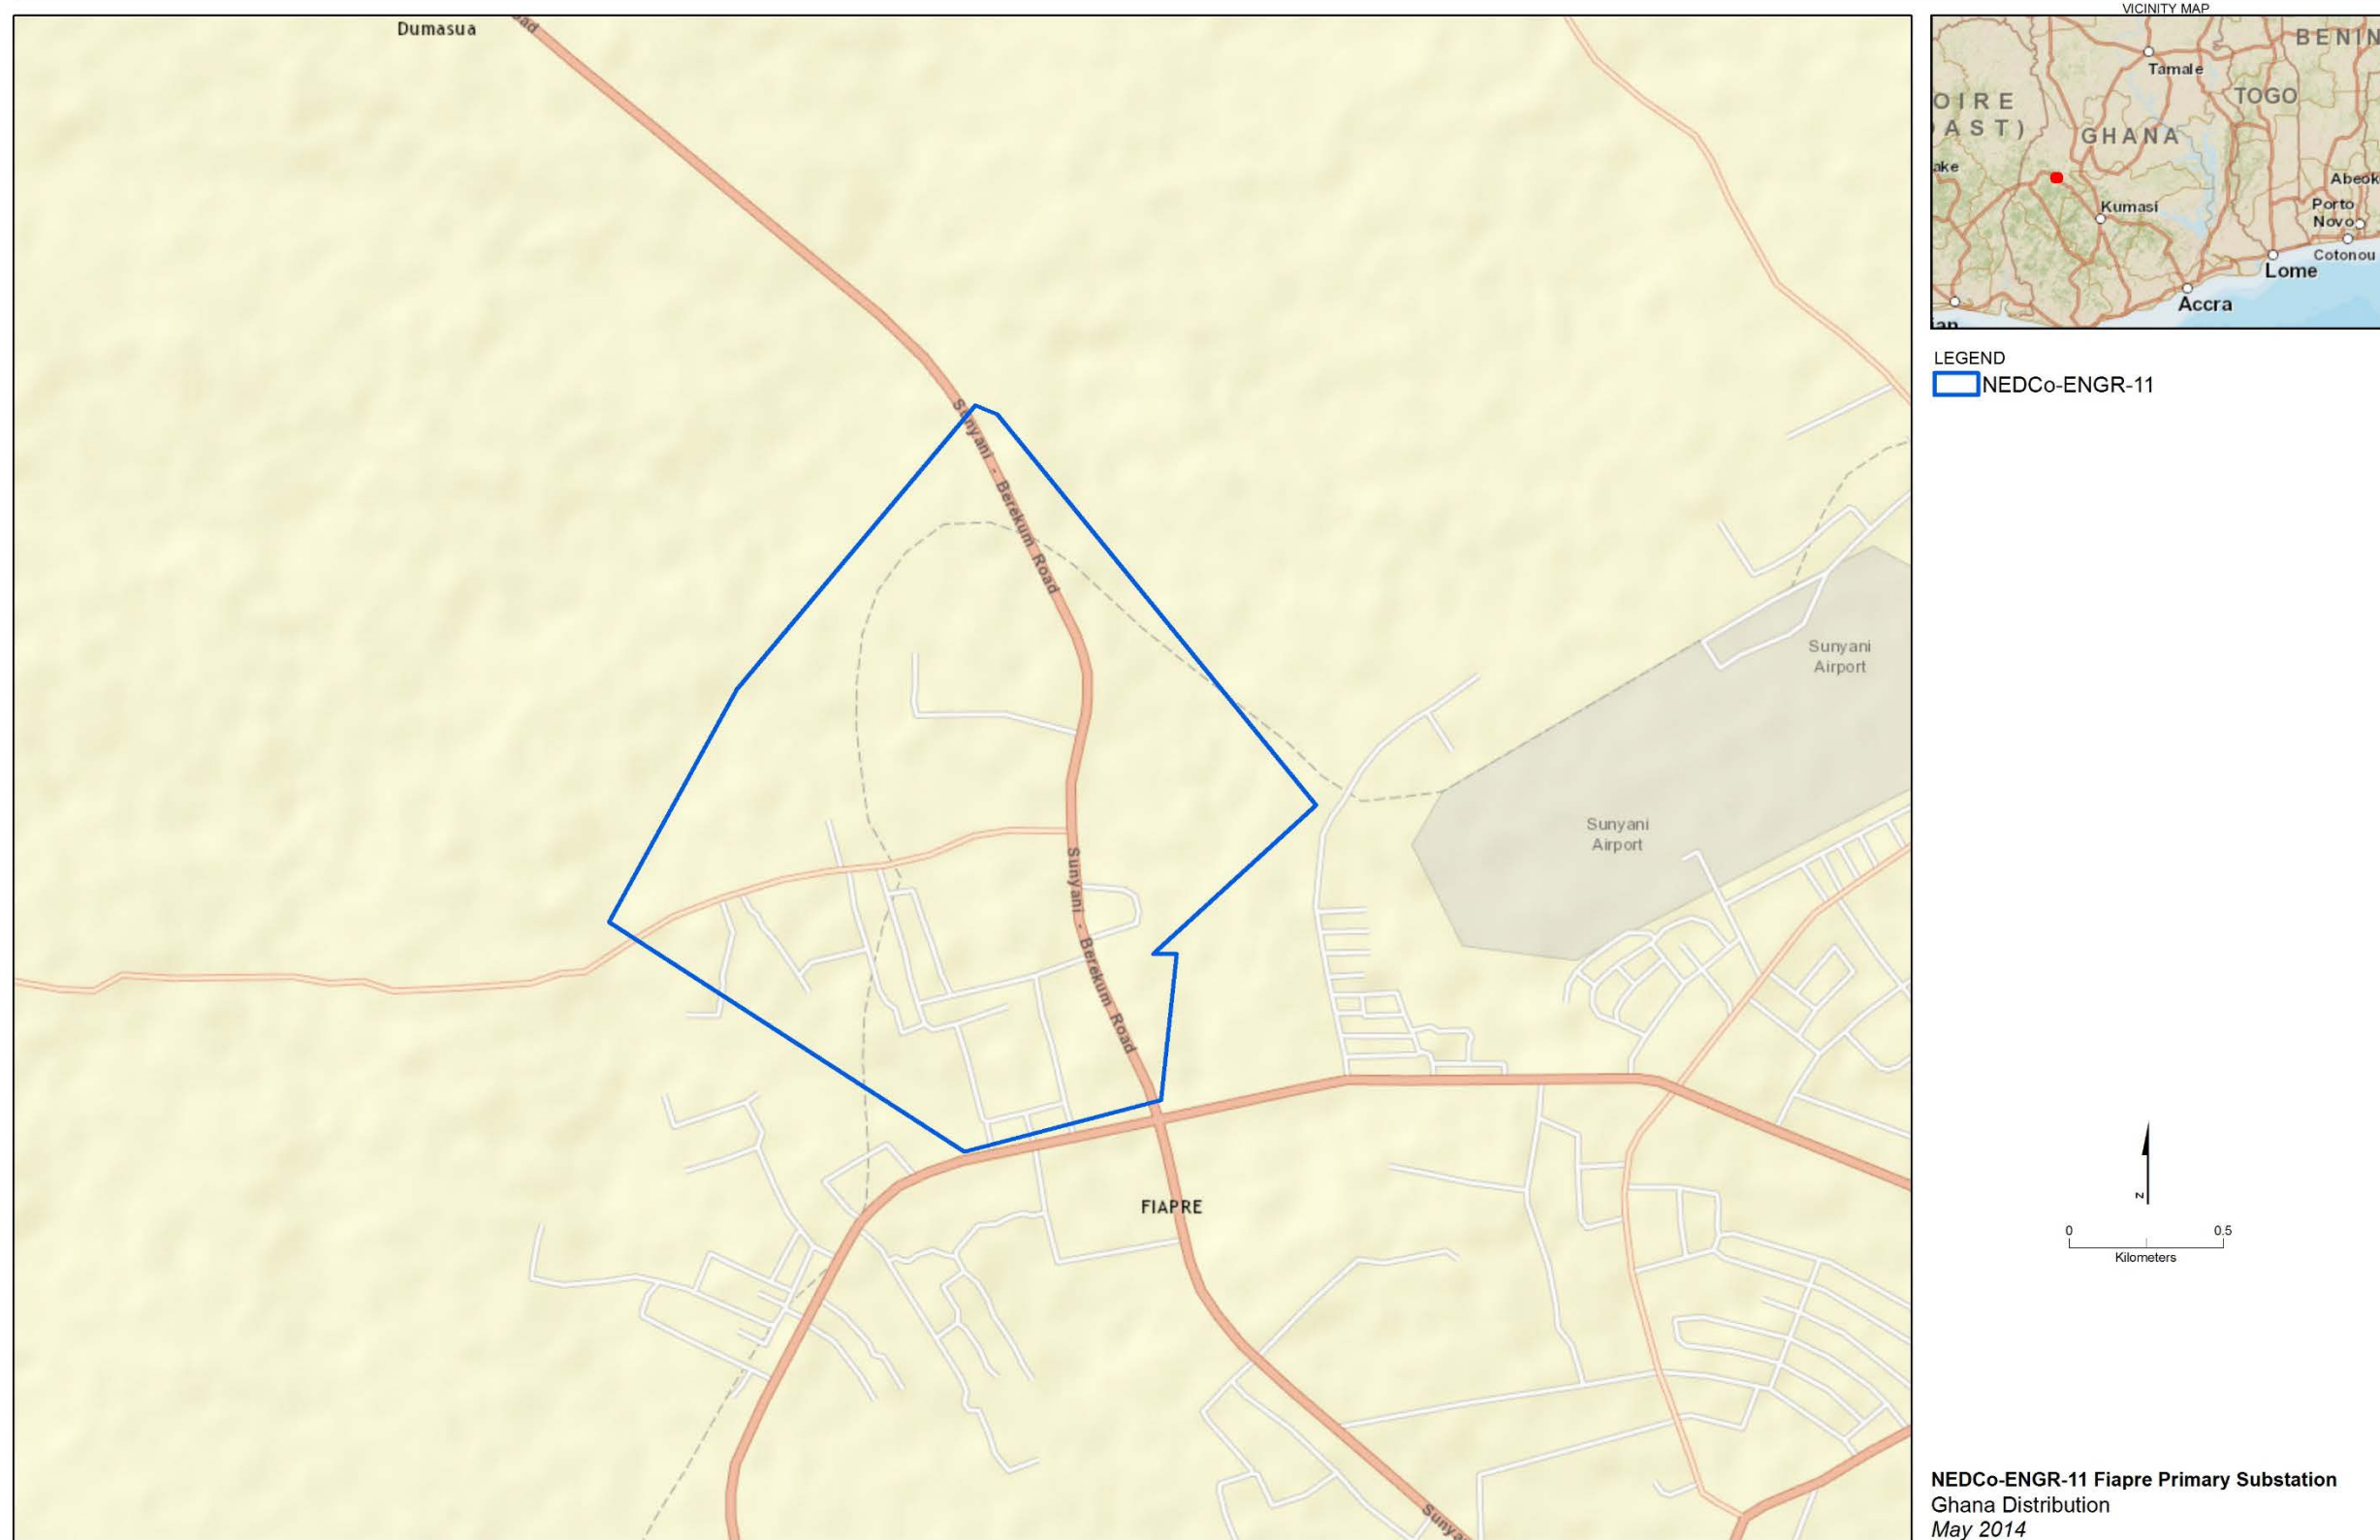 Dumasua
Sunyani - Berekum Road
Sunyani
Airport
Sunyani
Airport
Sunyani - Berekum Road
FIAPRE
VICINITY MAP
BENIN
Tamale
TOGO
OIRE
AST)
GHANA
ake
Abeok
Kumasi
Porto
Novo
Cotonou
Lome
Accra
LEGEND
NEDCo-ENGR-11
N
0 0.5
Kilometers
NEDCo-ENGR-11 Fiapre Primary Substation
Ghana Distribution
May 2014